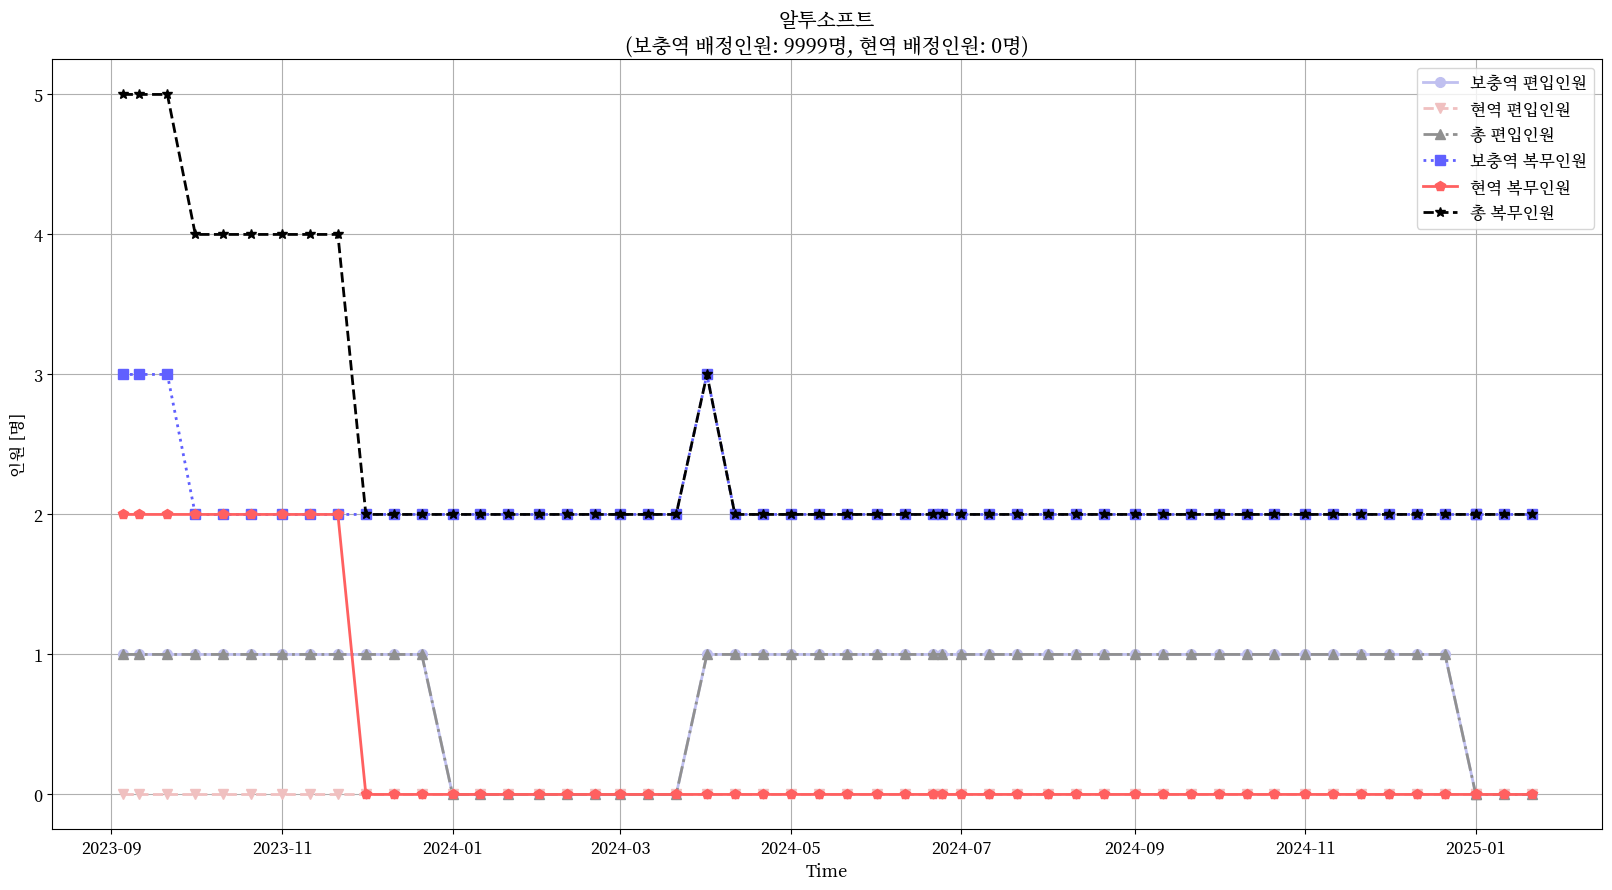 알투소프트
(보충역 배정인원: 9999명, 현역 배정인원: 0명)
보충역 편입인원
현역 편입인원
총 편입인원
보충역 복무인원
현역 복무인원
총 복무인원
인원 [명]
5
4
3
2
1
0
2023-09
2023-11
2024-01
2024-03
2024-05
2024-07
2024-09
2024-11
2025-01
Time